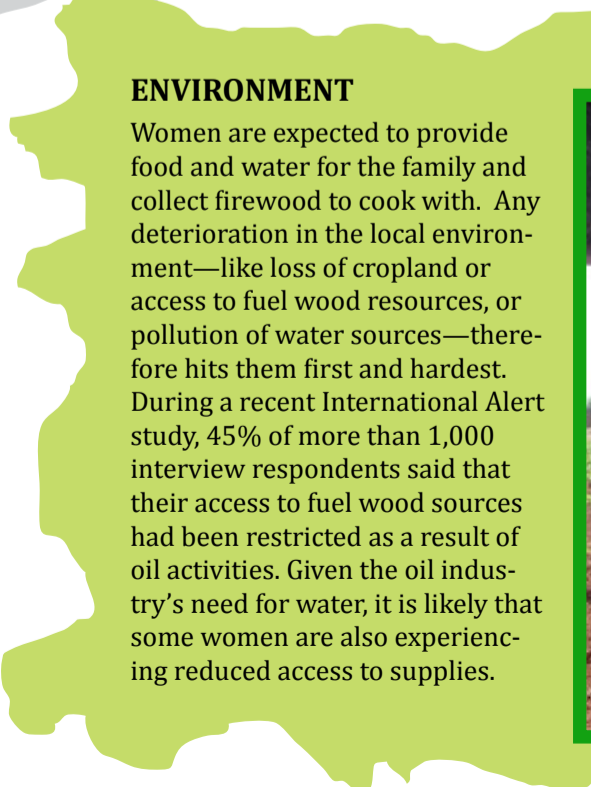 ENVIRONMENT
Women are expected to provide
food and water for the family and
collect firewood to cook with.  Any
deterioration in the local environ-
ment—like loss of cropland or
access to fuel wood resources, or
pollution of water sources—there-
fore hits them first and hardest.
During a recent International Alert
study, 45% of more than 1,000
interview respondents said that
their access to fuel wood sources
had been restricted as a result of
oil activities. Given the oil indus-
try’s need for water, it is likely that
some women are also experienc-
ing reduced access to supplies.